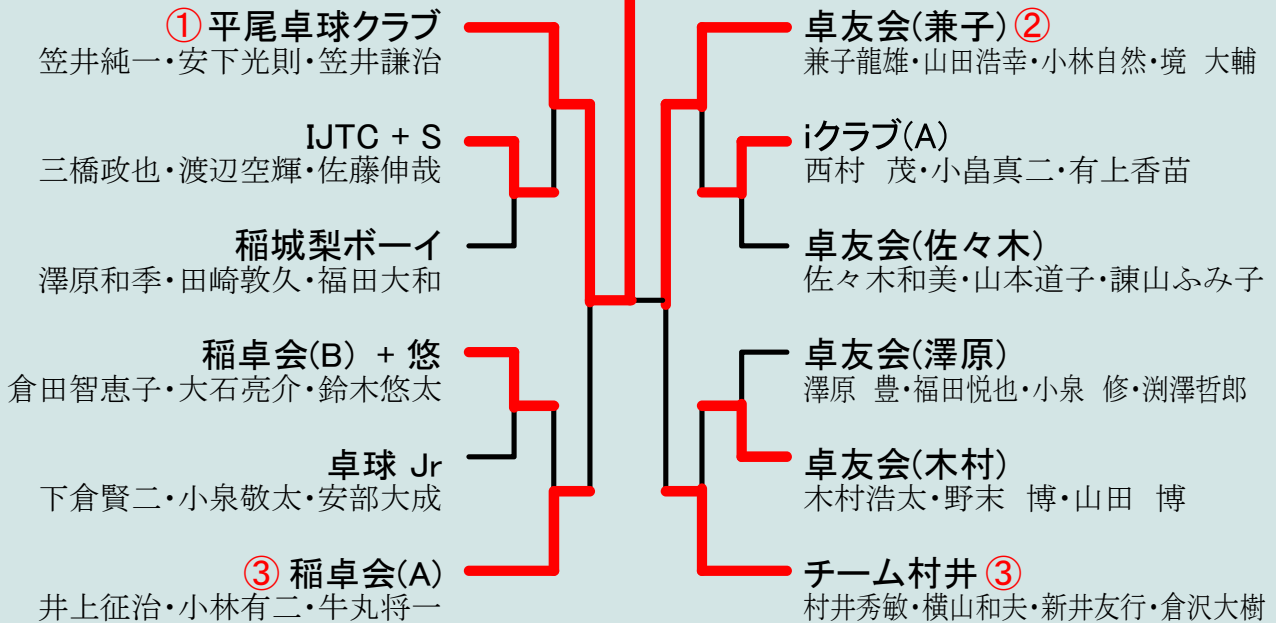 ① 平尾卓球クラブ
笠井純一・安下光則・笠井謙治
IJTC + S
三橋政也・渡辺空輝・佐藤伸哉
稲城梨ボーイ
澤原和季・田崎敦久・福田大和
稲卓会(B) + 悠
倉田智恵子・大石亮介・鈴木悠太
卓球 Jr
下倉賢二・小泉敬太・安部大成
③ 稲卓会(A)
井上征治・小林有二・牛丸将一
卓友会(兼子) ②
兼子龍雄・山田浩幸・小林自然・境 大輔
iクラブ(A)
西村 茂・小畠真二・有上香苗
卓友会(佐々木)
佐々木和美・山本道子・諌山ふみ子
卓友会(澤原)
澤原 豊・福田悦也・小泉 修・渕澤哲郎
卓友会(木村)
木村浩太・野末 博・山田 博
チーム村井 ③
村井秀敏・横山和夫・新井友行・倉沢大樹